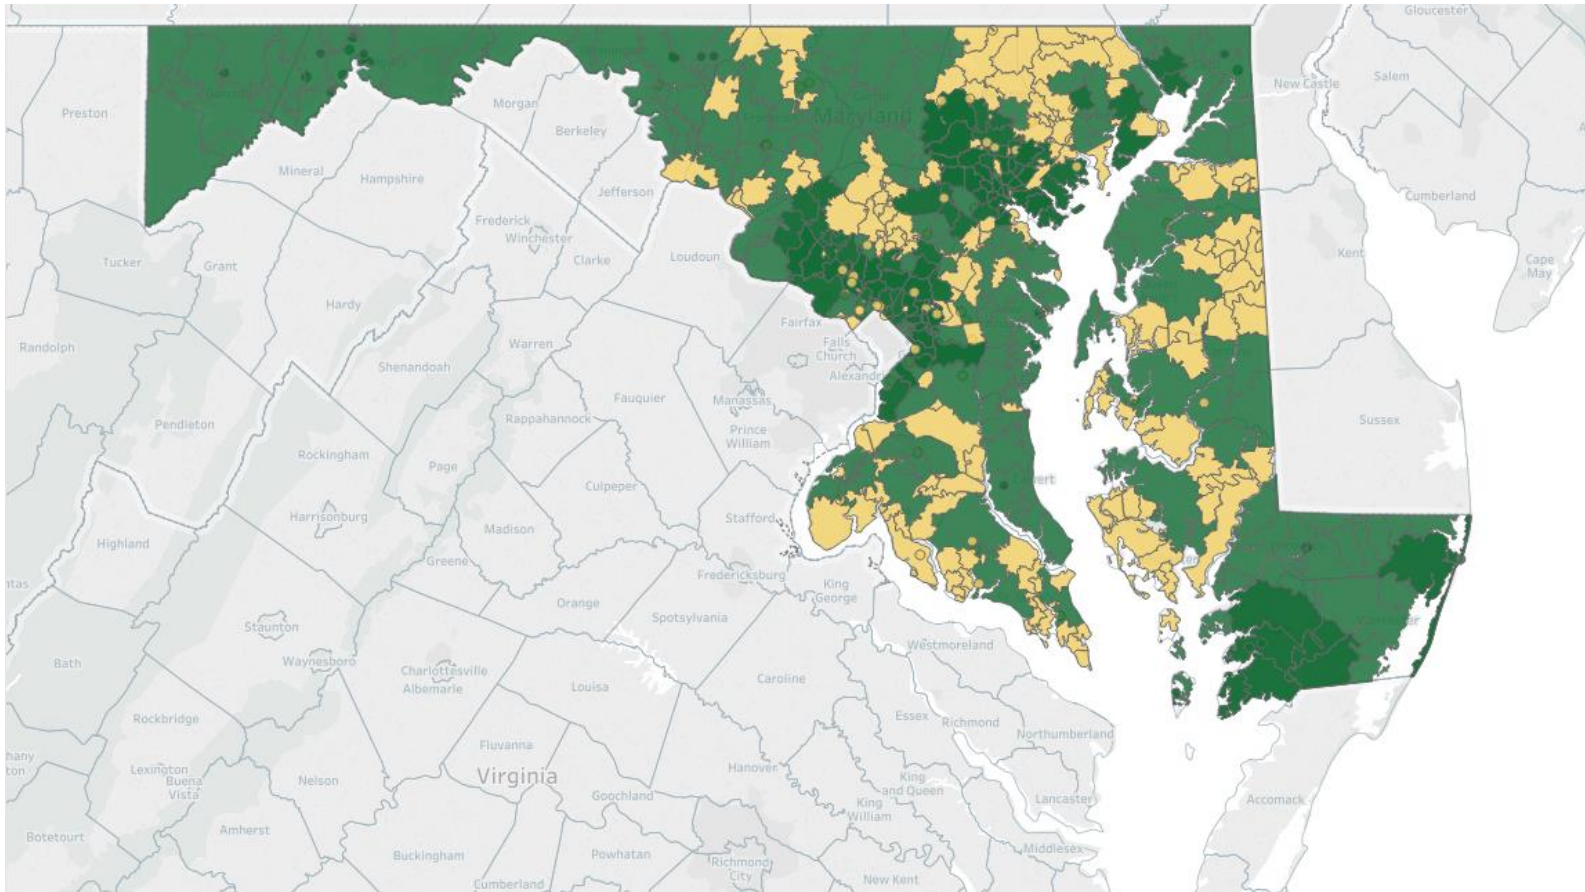 Gloucester
New Castle
Salem
Preston
Morgan
Maryland
Berkeley
Mineral
Hampshire
Jefferson
Cumberland
Frederick
Winchester
Tucker
Grant
Clarke
Loudoun
Kent
Cape
May
Hardy
Fairfax
Randolph
Warren
Falls
Church
Shenandoah
Fauquier
Manassas
Rappahannock
Prince
William
Sussex
Pendleton
Rockingham
Page
Culpeper
Stafford
Harrisonburg
Madison
Highland
Greene
Fredericksburg
King
George
Orange
Spotsylvania
Staunton
Westmoreland
Bath
Waynesboro
Charlottesville
Albemarle
Louisa
Caroline
Essex
Richmond
Northumberland
Rockbridge
Fluvanna
Virginia
Hanover
Lexington
Buena
Vista
Nelson
Goochland
King
and Queen
King
William
Lancaster
Accomack
Botetourt
Amherst
Buckingham
Powhatan
Richmond
City
Middlesex
Cumberland
New Kent